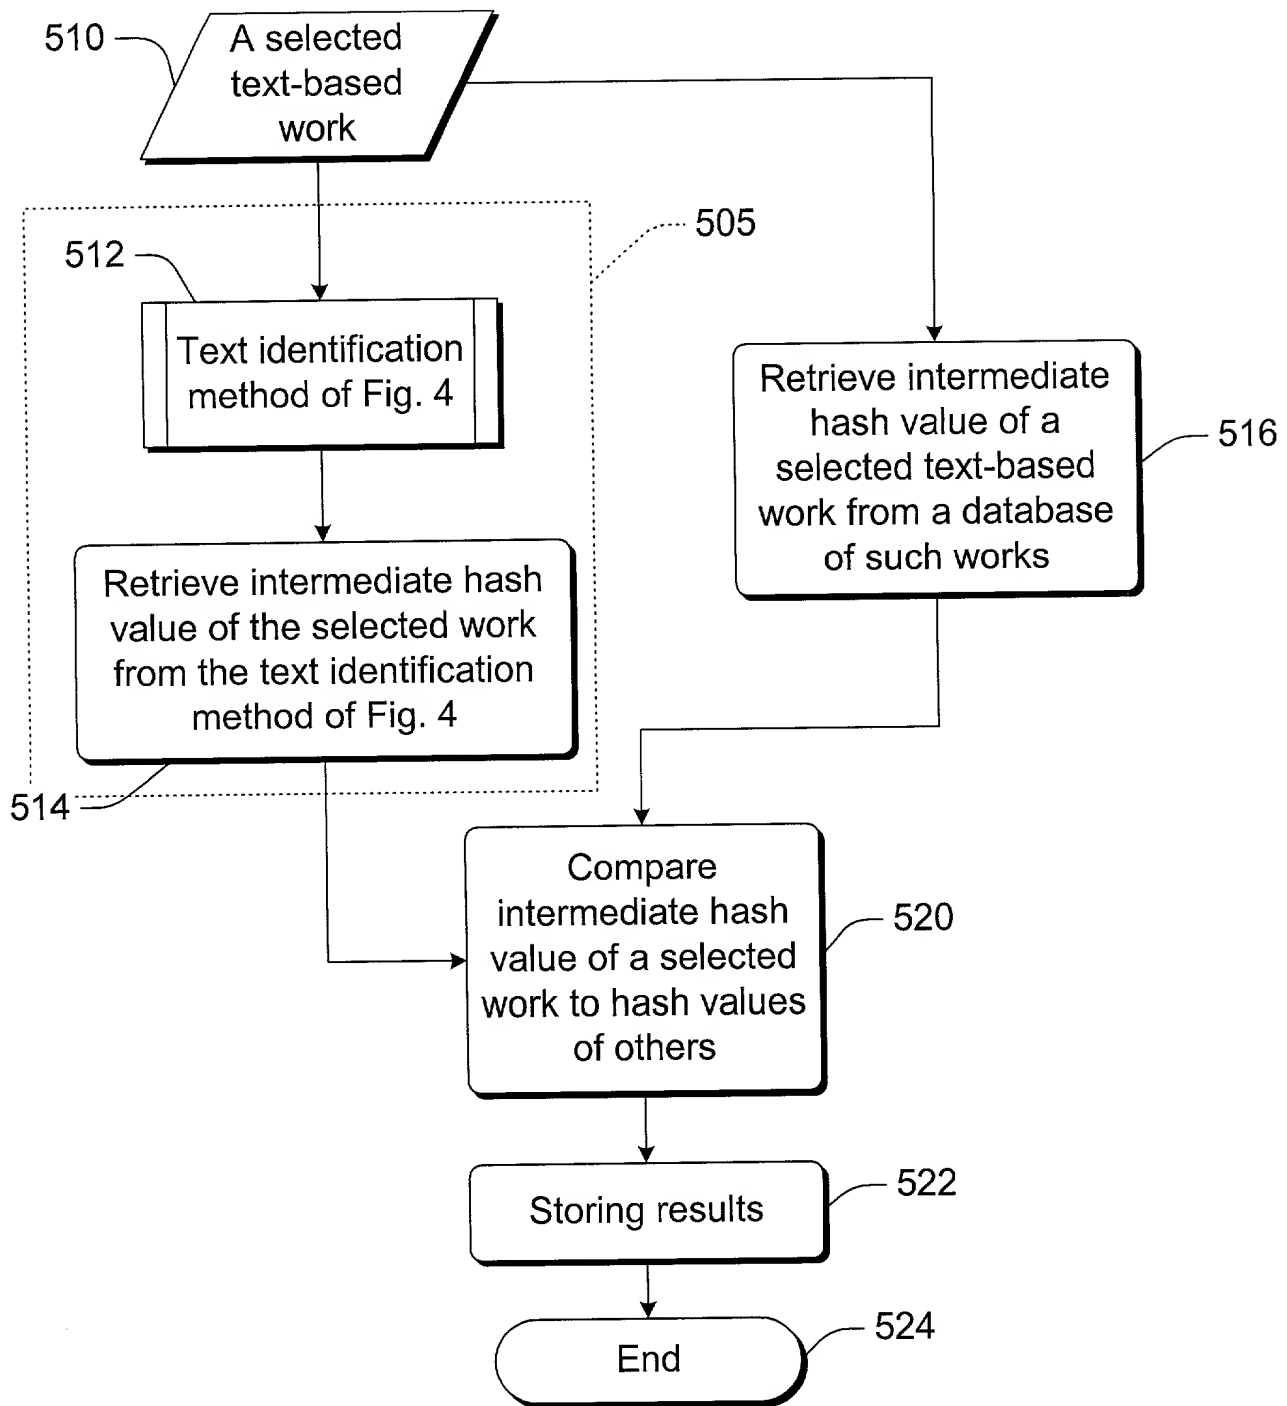 510
A selected
text-based
work
505
512
Text identification
method of Fig. 4
Retrieve intermediate
hash value of a
selected text-based
work from a database
of such works
516
Retrieve intermediate hash
value of the selected work
from the text identification
method of Fig. 4
514
Compare
intermediate hash
value of a selected
work to hash values
of others
520
Storing results
522
End
524